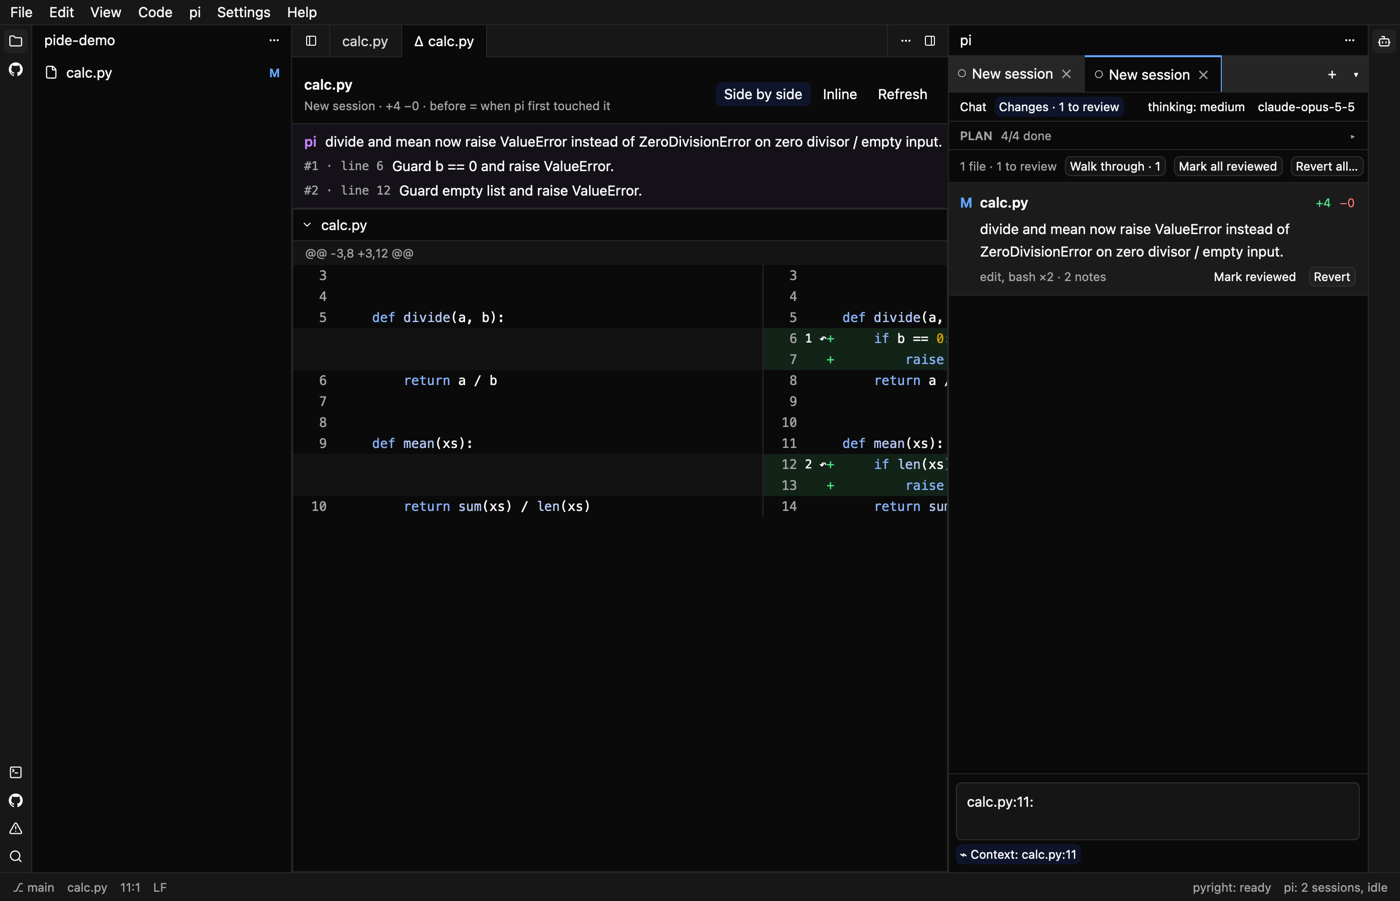 File Edit View Code pi Settings Help
pide-demo ···
calc.py M
calc.py Δ calc.py ···
calc.py
New session · +4 −0 · before = when pi first touched it
Side by side Inline Refresh
pi divide and mean now raise ValueError instead of ZeroDivisionError on zero divisor / empty input.
#1 · line 6 Guard b == 0 and raise ValueError.
#2 · line 12 Guard empty list and raise ValueError.
calc.py
@@ -3,8 +3,12 @@
3 3
4 4
5 def divide(a, b): 5 def divide(a,
6 1 + if b == 0
7 + raise
6 return a / b 8 return a /
7 9
8 10
9 def mean(xs): 11 def mean(xs):
12 2 + if len(xs
13 + raise
10 return sum(xs) / len(xs) 14 return sum
pi ···
New session × New session × +
Chat Changes · 1 to review thinking: medium claude-opus-5-5
PLAN 4/4 done
1 file · 1 to review Walk through · 1 Mark all reviewed Revert all...
M calc.py +4 −0
divide and mean now raise ValueError instead of
ZeroDivisionError on zero divisor / empty input.
edit, bash ×2 · 2 notes Mark reviewed Revert
calc.py:11:
Context: calc.py:11
main calc.py 11:1 LF
pyright: ready pi: 2 sessions, idle